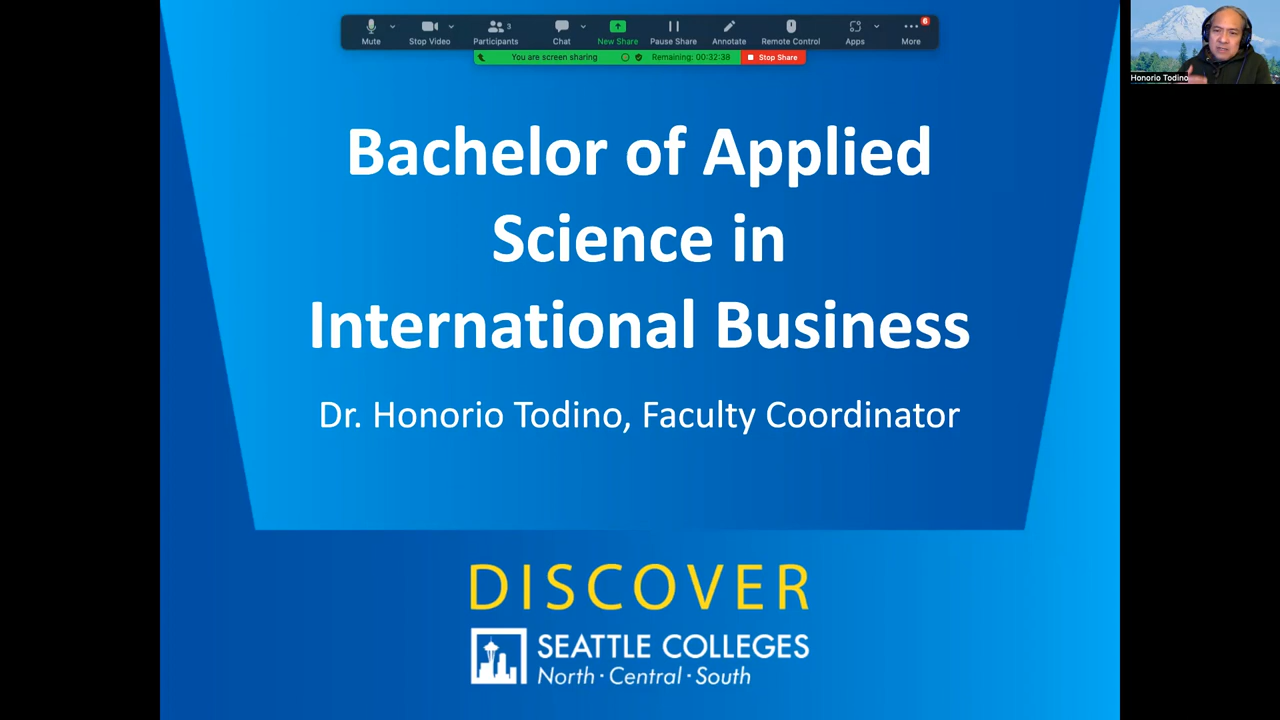 Mute
Stop Video
Participants
3
Chat
New Share
Pause Share
Annotate
Remote Control
Apps
More
6
You are screen sharing
Remaining: 00:32:38
Stop Share
Honorio Todino
Bachelor of Applied
Science in
International Business
Dr. Honorio Todino, Faculty Coordinator
DISCOVER
SEATTLE COLLEGES
North · Central · South